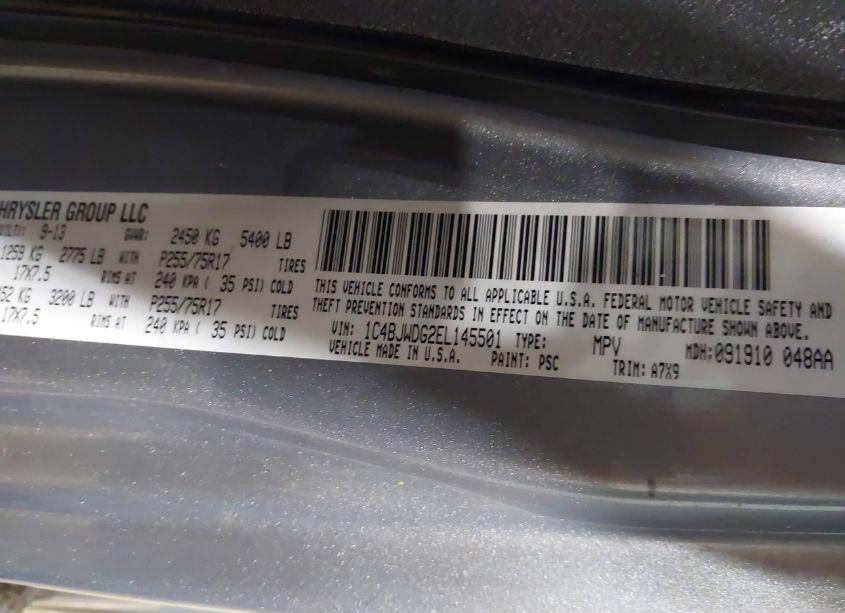 HRYSLER GROUP LLC
9-13 GVWR: 2450 KG 5400 LB
1259 KG 2775 LB WITH P255/75R17 TIRES
17X7.5 RIMS AT 240 KPA ( 35 PSI) COLD
52 KG 3200 LB WITH P255/75R17 TIRES
17X7.5 RIMS AT 240 KPA ( 35 PSI) COLD
THIS VEHICLE CONFORMS TO ALL APPLICABLE U.S.A. FEDERAL MOTOR VEHICLE SAFETY AND
THEFT PREVENTION STANDARDS IN EFFECT ON THE DATE OF MANUFACTURE SHOWN ABOVE.
VIN: 1C4BJWDG2EL145501 TYPE: MPV MDH:091910 048AA
VEHICLE MADE IN U.S.A. PAINT: PSC TRIM: A7X9